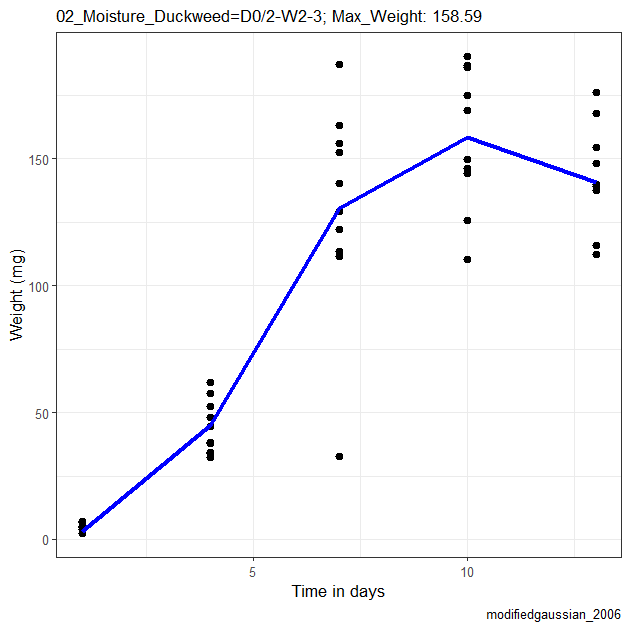 02_Moisture_Duckweed=D0/2-W2-3; Max_Weight: 158.59
150
100
50
0
Weight (mg)
5
10
Time in days
modifiedgaussian_2006